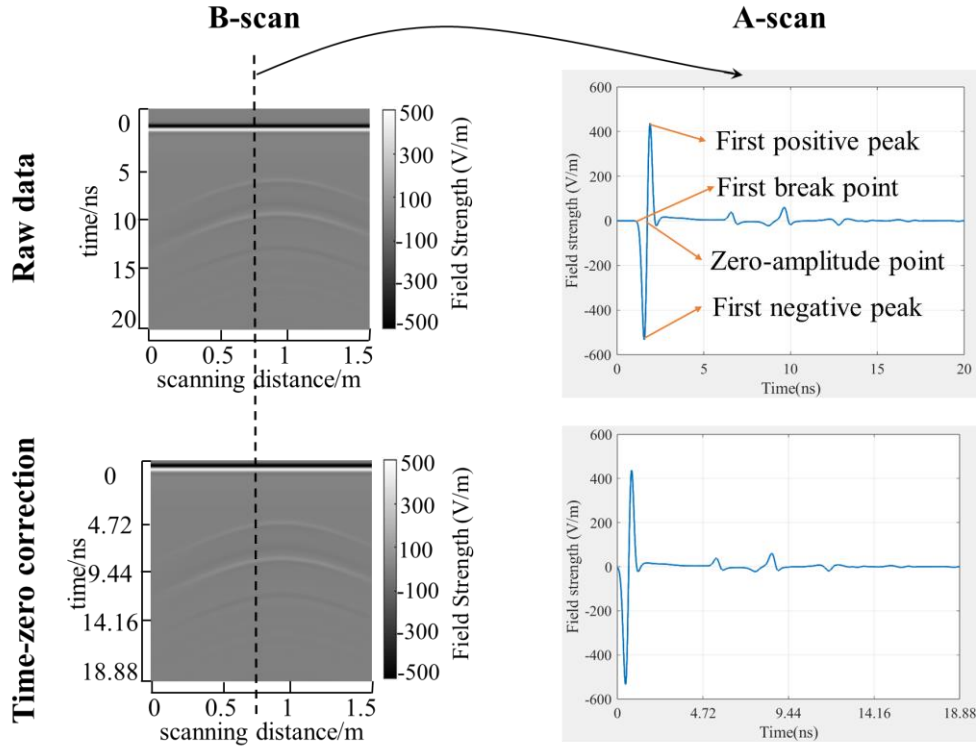 B-scan
A-scan
Raw data
time/ns
0
5
10
15
20
0 0.5 1 1.5
scanning distance/m
500
300
100
-100
-300
-500
Field Strength (V/m)
600
400
200
0
-200
-400
-600
Field strength (V/m)
First positive peak
First break point
Zero-amplitude point
First negative peak
0 5 10 15 20
Time(ns)
Time-zero correction
time/ns
0
4.72
9.44
14.16
18.88
0 0.5 1 1.5
scanning distance/m
500
300
100
-100
-300
-500
Field Strength (V/m)
600
400
200
0
-200
-400
-600
Field strength (V/m)
0 4.72 9.44 14.16 18.88
Time(ns)